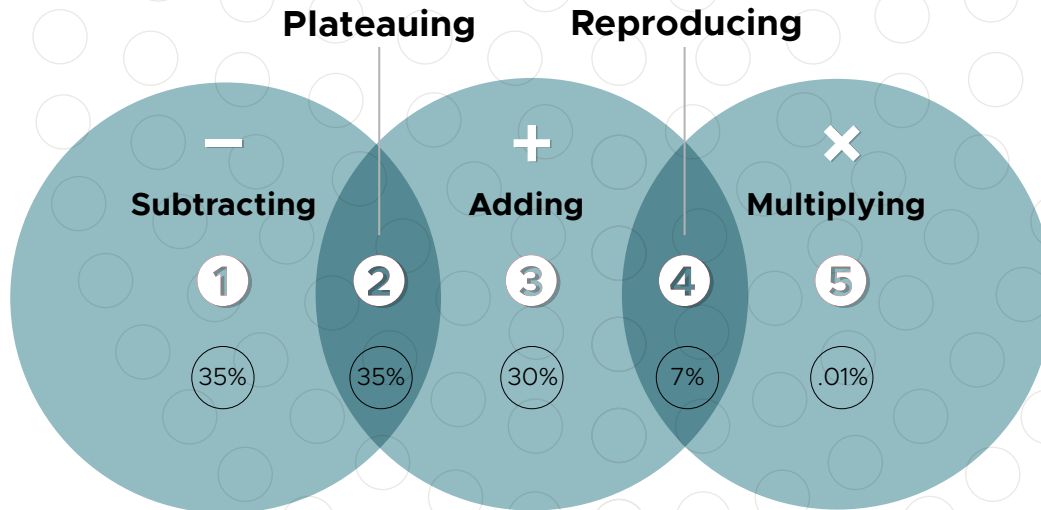 Plateauing Reproducing
− + ×
Subtracting Adding Multiplying
1 2 3 4 5
35% 35% 30% 7% .01%